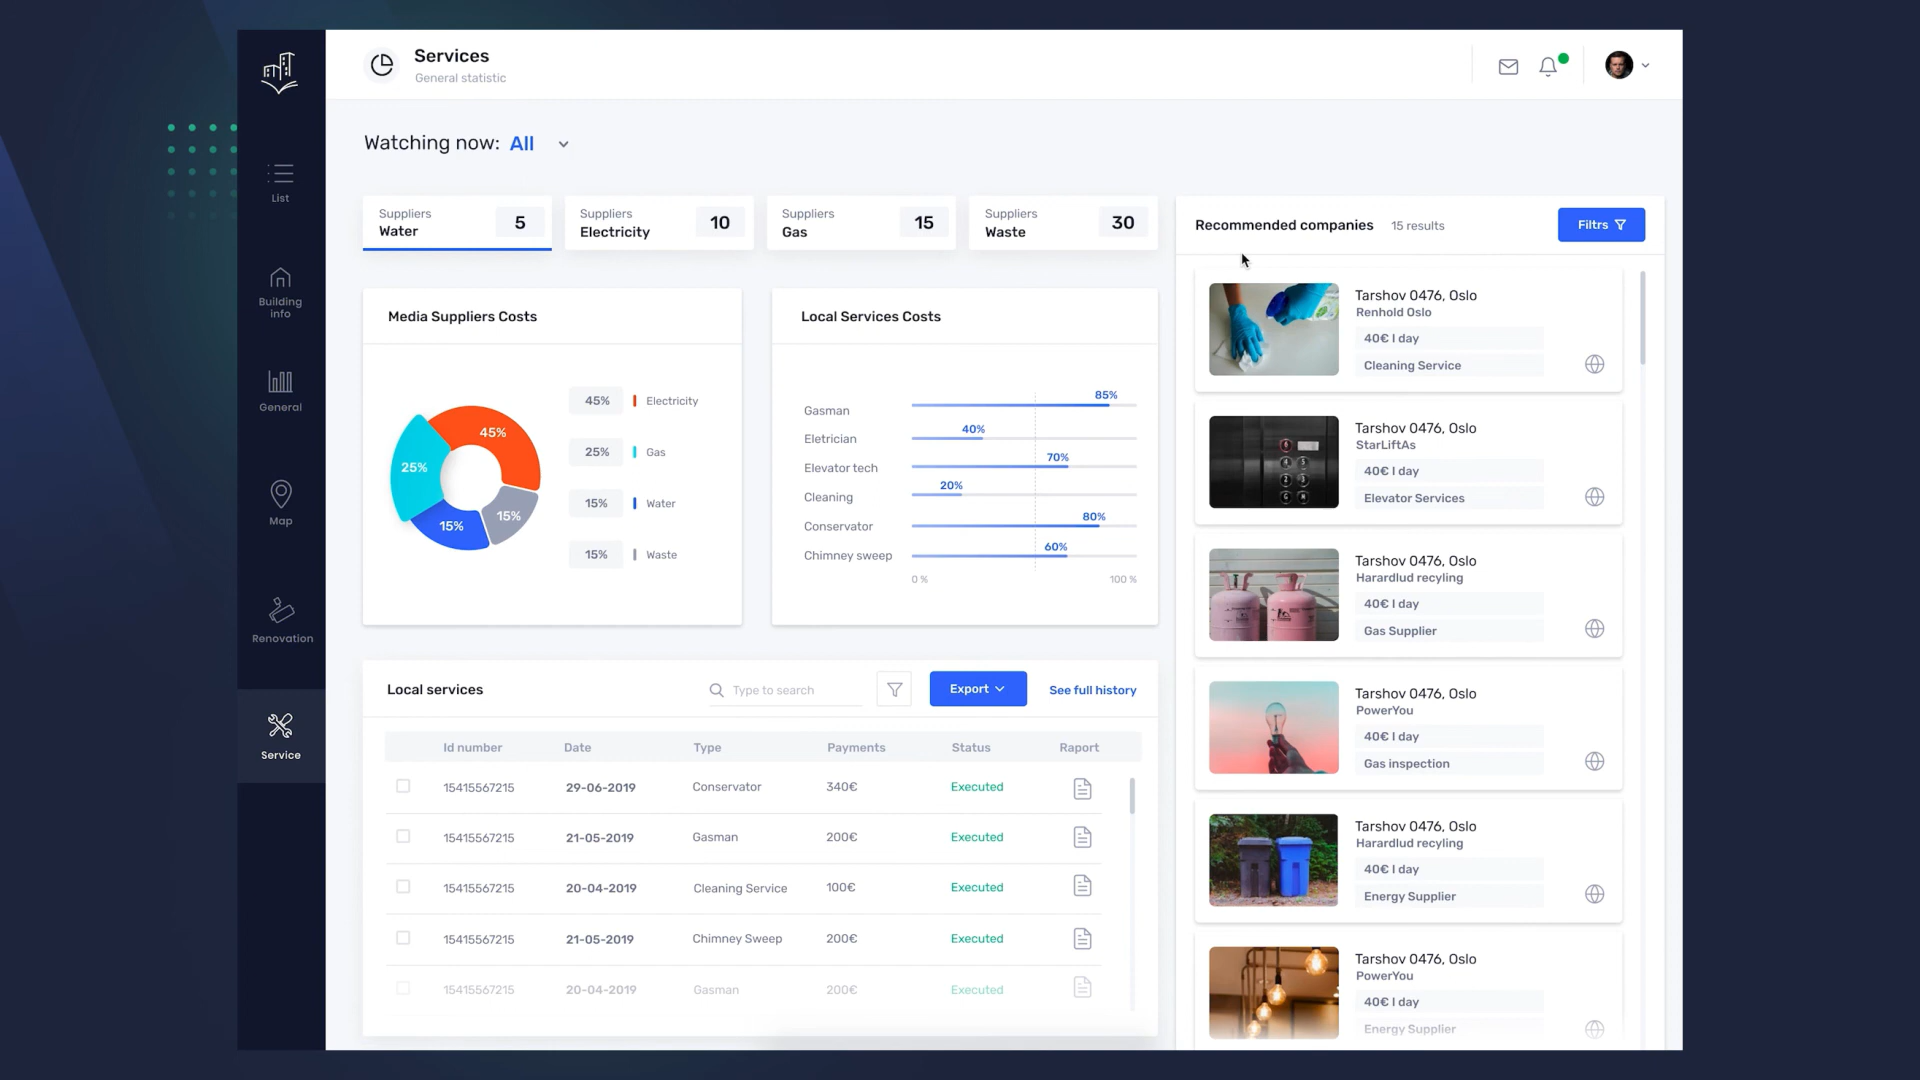 Services
General statistic
List
Building
info
General
Map
Renovation
Service
Watching now: All
Suppliers
Water
5
Suppliers
Electricity
10
Suppliers
Gas
15
Suppliers
Waste
30
Media Suppliers Costs
45%
25%
15%
15%
45% Electricity
25% Gas
15% Water
15% Waste
Local Services Costs
Gasman 85%
Eletrician 40%
Elevator tech 70%
Cleaning 20%
Conservator 80%
Chimney sweep 60%
0 % 100 %
Local services
Type to search
Export
See full history
Id number Date Type Payments Status Raport
15415567215 29-06-2019 Conservator 340€ Executed
15415567215 21-05-2019 Gasman 200€ Executed
15415567215 20-04-2019 Cleaning Service 100€ Executed
15415567215 21-05-2019 Chimney Sweep 200€ Executed
15415567215 20-04-2019 Gasman 200€ Executed
Recommended companies 15 results
Filtrs
Tarshov 0476, Oslo
Renhold Oslo
40€ I day
Cleaning Service
Tarshov 0476, Oslo
StarLiftAs
40€ I day
Elevator Services
Tarshov 0476, Oslo
Harardlud recyling
40€ I day
Gas Supplier
Tarshov 0476, Oslo
PowerYou
40€ I day
Gas inspection
Tarshov 0476, Oslo
Harardlud recyling
40€ I day
Energy Supplier
Tarshov 0476, Oslo
PowerYou
40€ I day
Energy Supplier